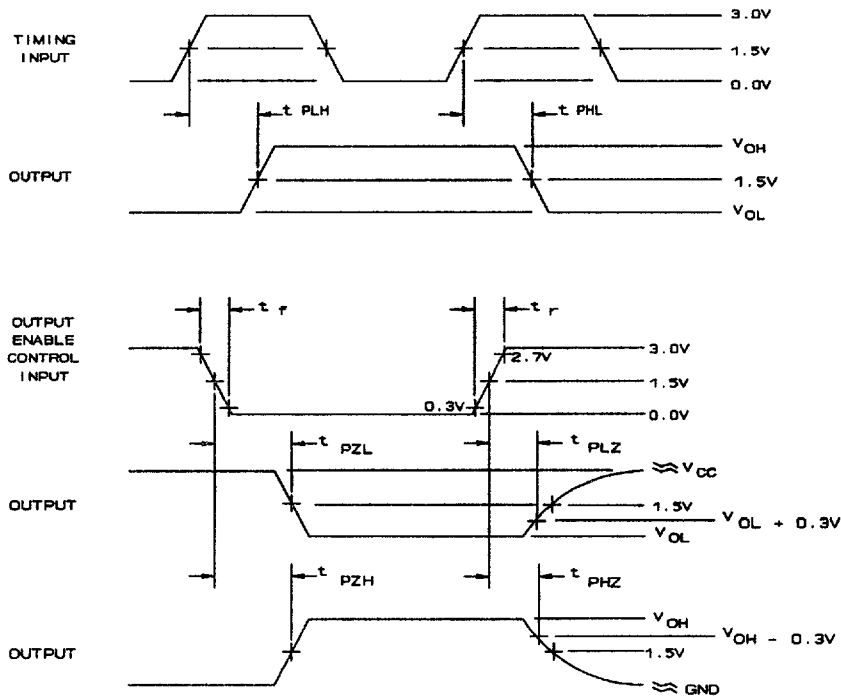 TIMING
INPUT
3.0V
1.5V
0.0V
t PLH
t PHL
OUTPUT
VOH
1.5V
VOL
OUTPUT
ENABLE
CONTROL
INPUT
t f
t r
3.0V
2.7V
1.5V
0.3V
0.0V
t PZL
t PLZ
≈ VCC
OUTPUT
1.5V
VOL + 0.3V
VOL
t PZH
t PHZ
VOH
VOH - 0.3V
OUTPUT
1.5V
≈ GND